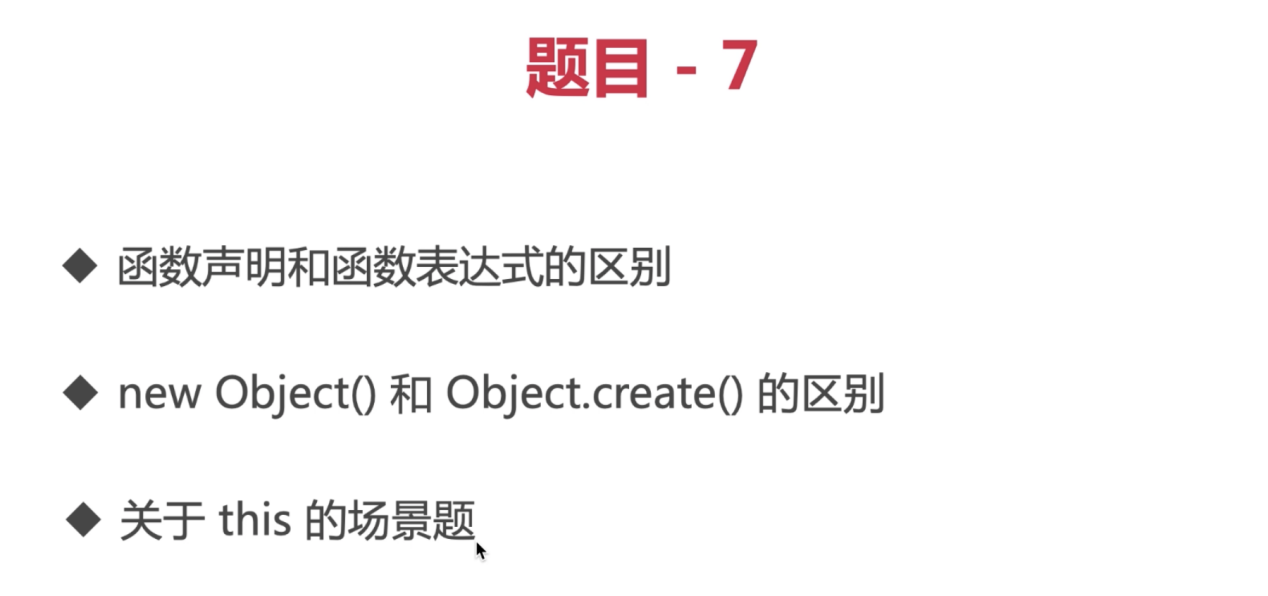 题目 - 7
◆ 函数声明和函数表达式的区别
◆ new Object() 和 Object.create() 的区别
◆ 关于 this 的场景题